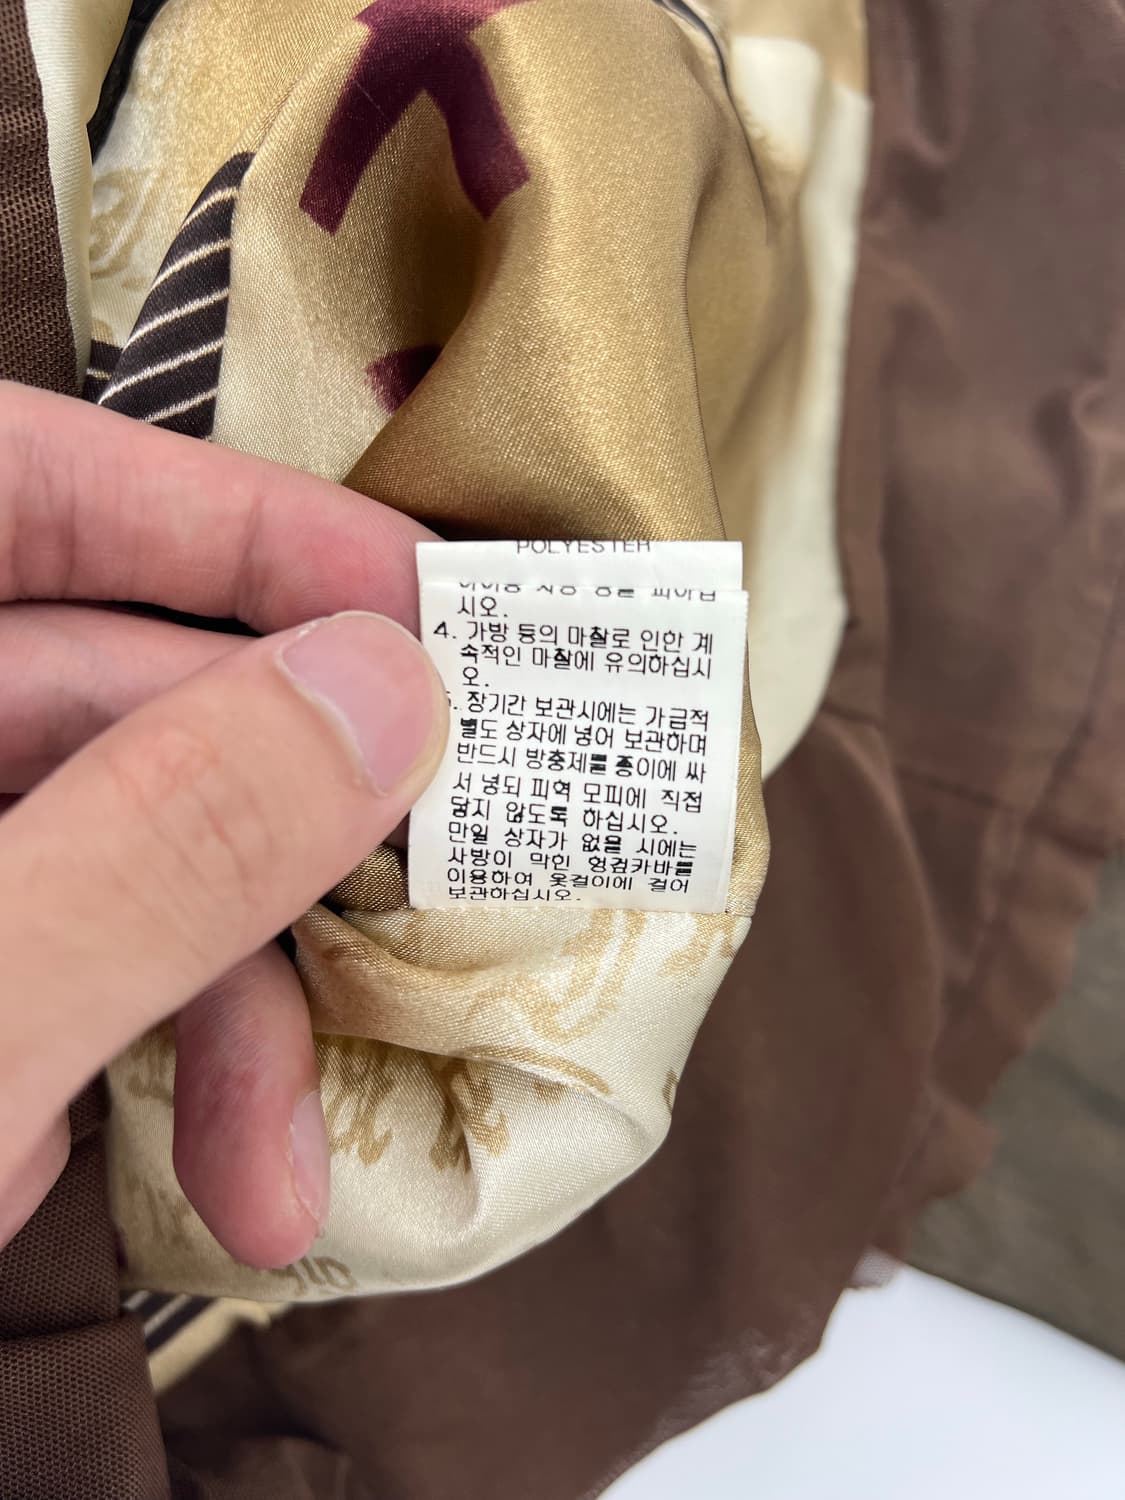 POLYESTER
시오.
4. 가방 등의 마찰로 인한 계
속적인 마찰에 유의하십시
오.
5. 장기간 보관시에는 가급적
별도 상자에 넣어 보관하며
반드시 방충제를 종이에 싸
서 넣되 피혁 모피에 직접
닿지 않도록 하십시오.
만일 상자가 없을 시에는
사방이 막힌 헝겊카바를
이용하여 옷걸이에 걸어
보관하십시오.